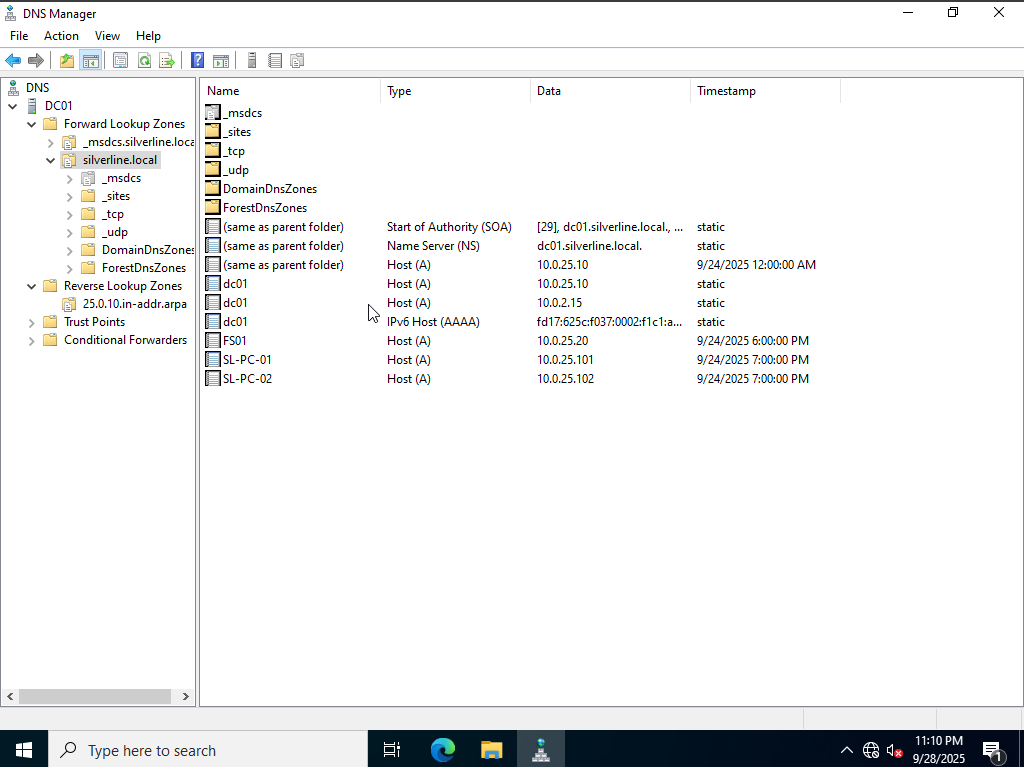 DNS Manager
File Action View Help
DNS
DC01
Forward Lookup Zones
_msdcs.silverline.loca
silverline.local
_msdcs
_sites
_tcp
_udp
DomainDnsZones
ForestDnsZones
Reverse Lookup Zones
25.0.10.in-addr.arpa
Trust Points
Conditional Forwarders
Name Type Data Timestamp
_msdcs
_sites
_tcp
_udp
DomainDnsZones
ForestDnsZones
(same as parent folder) Start of Authority (SOA) [29], dc01.silverline.local., ... static
(same as parent folder) Name Server (NS) dc01.silverline.local. static
(same as parent folder) Host (A) 10.0.25.10 9/24/2025 12:00:00 AM
dc01 Host (A) 10.0.25.10 static
dc01 Host (A) 10.0.2.15 static
dc01 IPv6 Host (AAAA) fd17:625c:f037:0002:f1c1:a... static
FS01 Host (A) 10.0.25.20 9/24/2025 6:00:00 PM
SL-PC-01 Host (A) 10.0.25.101 9/24/2025 7:00:00 PM
SL-PC-02 Host (A) 10.0.25.102 9/24/2025 7:00:00 PM
Type here to search
11:10 PM
9/28/2025
1